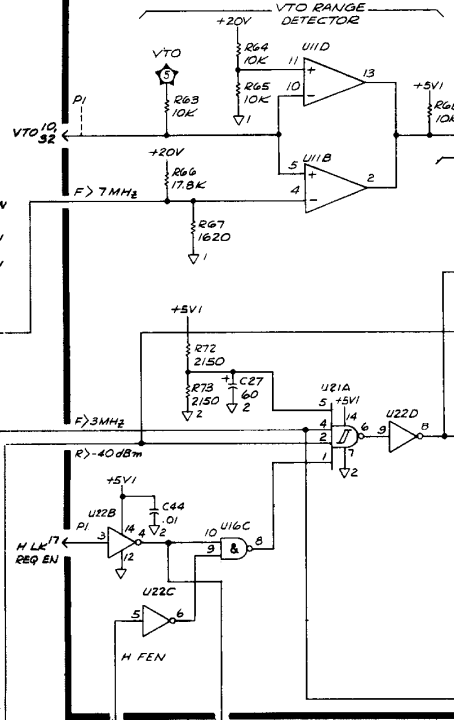 VTO RANGE
DETECTOR
+20V
R64
10K
U11D
11
+
13
10
-
VTO
5
R63
10K
R65
10K
1
+5V1
R68
10K
P1
VTO 10,
32
+20V
R66
17.8K
U11B
5
+
2
4
-
F>7MHz
R67
1620
1
+5V1
R72
2150
R73
2150
2
+
C27
60
2
U21A
+5V1
5
14
4
6
2
1
7
2
U22D
9
8
F>3MHz
R>-40dBm
+5V1
C44
.01
2
U22B
P1
3
14
4
12
H LK 17
REQ EN
U16C
10
9
&
8
U22C
5
6
H FEN